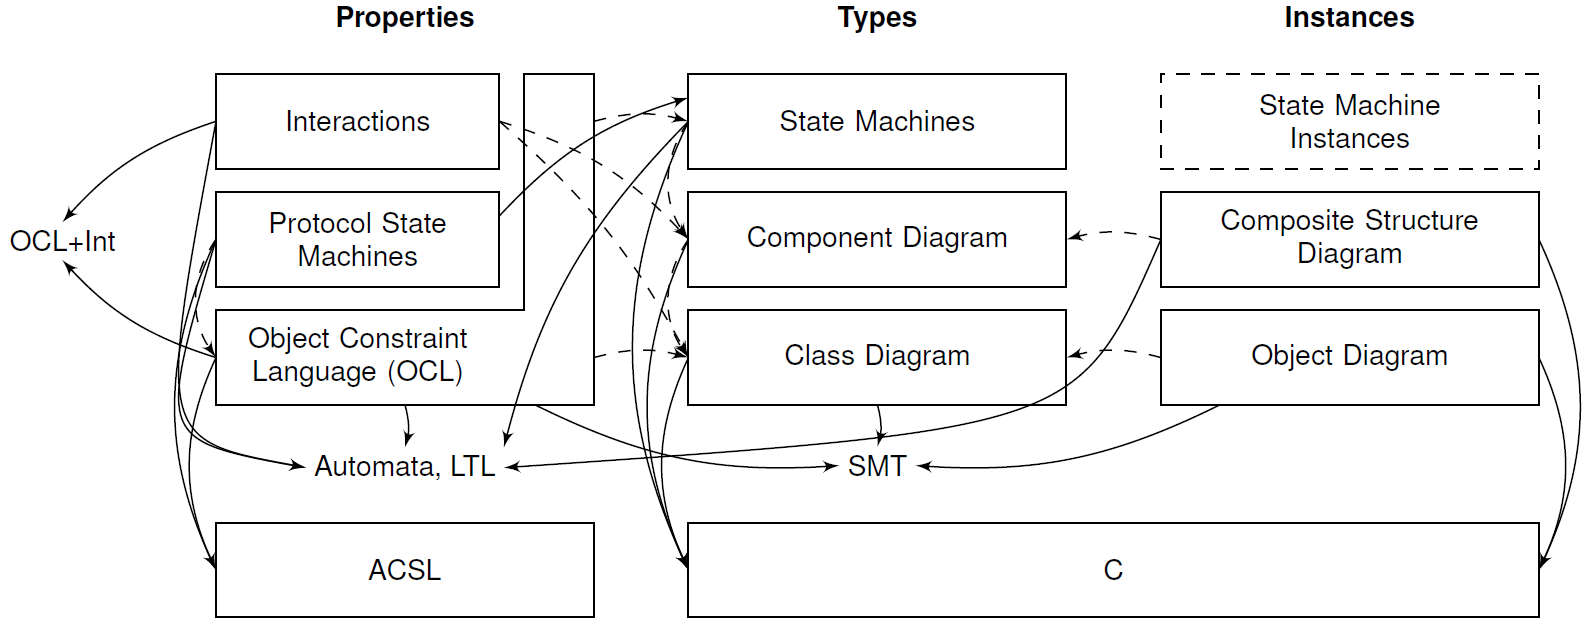 Properties
Types
Instances
Interactions
State Machines
State Machine
Instances
OCL+Int
Protocol State
Machines
Component Diagram
Composite Structure
Diagram
Object Constraint
Language (OCL)
Class Diagram
Object Diagram
Automata, LTL
SMT
ACSL
C